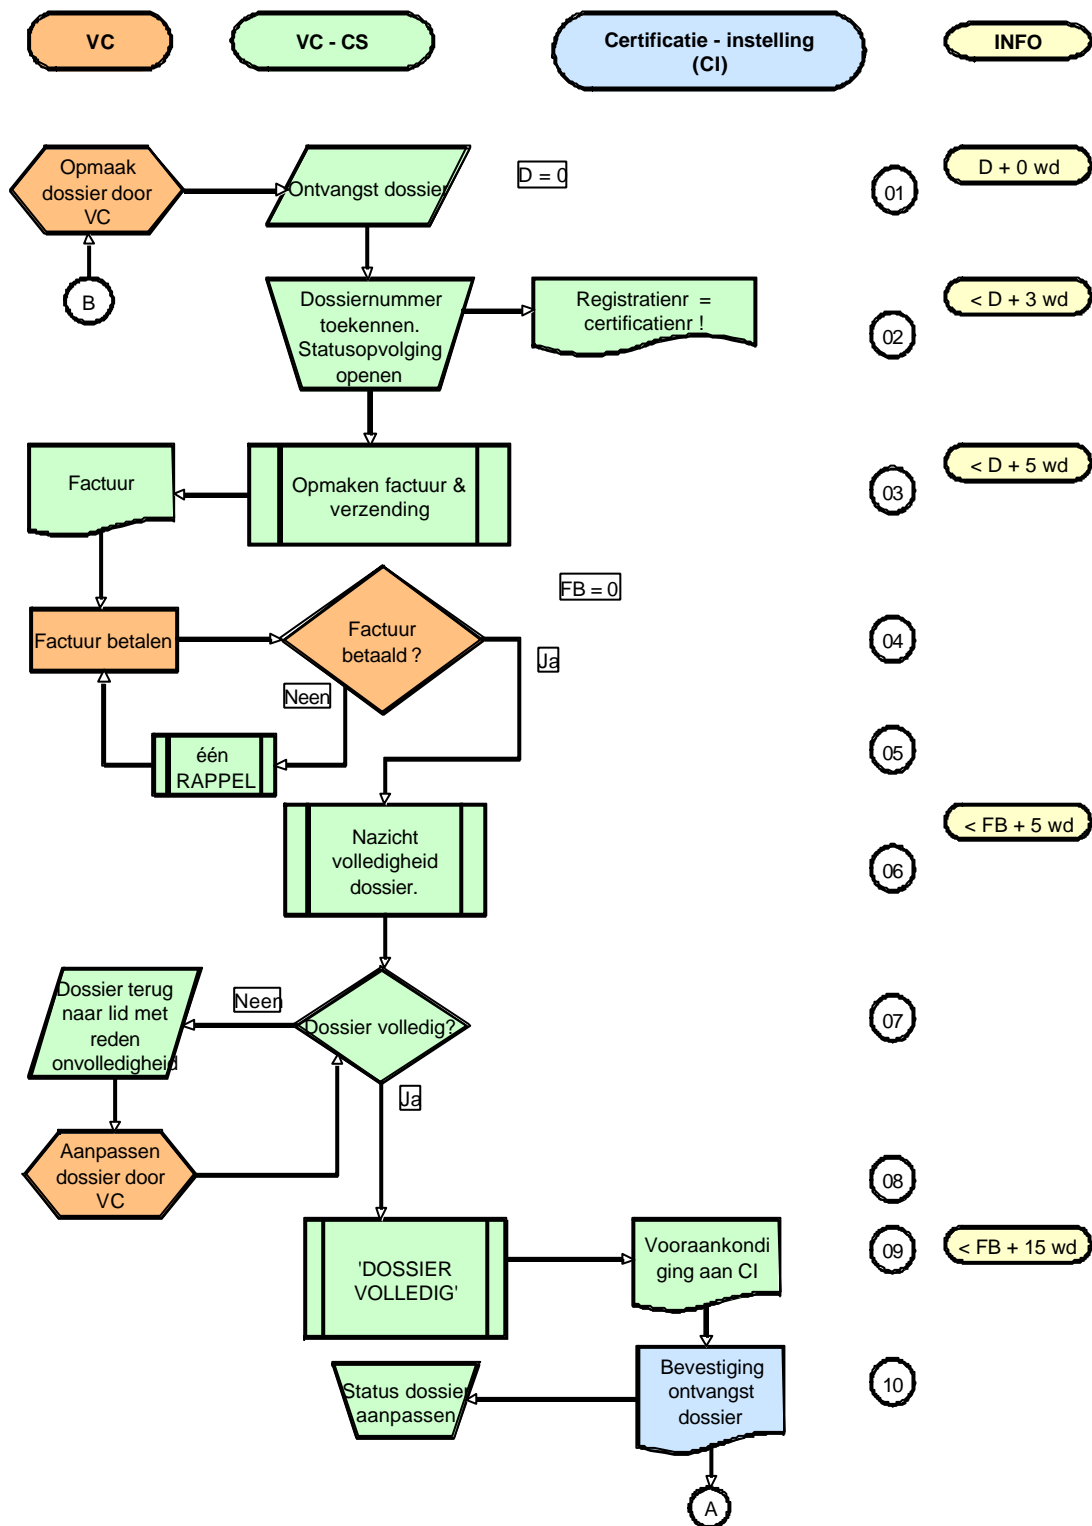 VC
VC - CS
Certificatie - instelling
(CI)
INFO
Opmaak
dossier door
VC
Ontvangst dossier
D = 0
01
D + 0 wd
B
Dossiernummer
toekennen.
Statusopvolging
openen
Registratienr =
certificatienr !
02
< D + 3 wd
Factuur
Opmaken factuur &
verzending
03
< D + 5 wd
FB = 0
Factuur betalen
Factuur
betaald ?
Ja
04
Neen
één
RAPPEL
05
Nazicht
volledigheid
dossier.
06
< FB + 5 wd
Dossier terug
naar lid met
reden
onvolledigheid
Neen
Dossier volledig?
07
Ja
Aanpassen
dossier door
VC
08
'DOSSIER
VOLLEDIG'
Vooraankondi
ging aan CI
09
< FB + 15 wd
Status dossier
aanpassen
Bevestiging
ontvangst
dossier
10
A